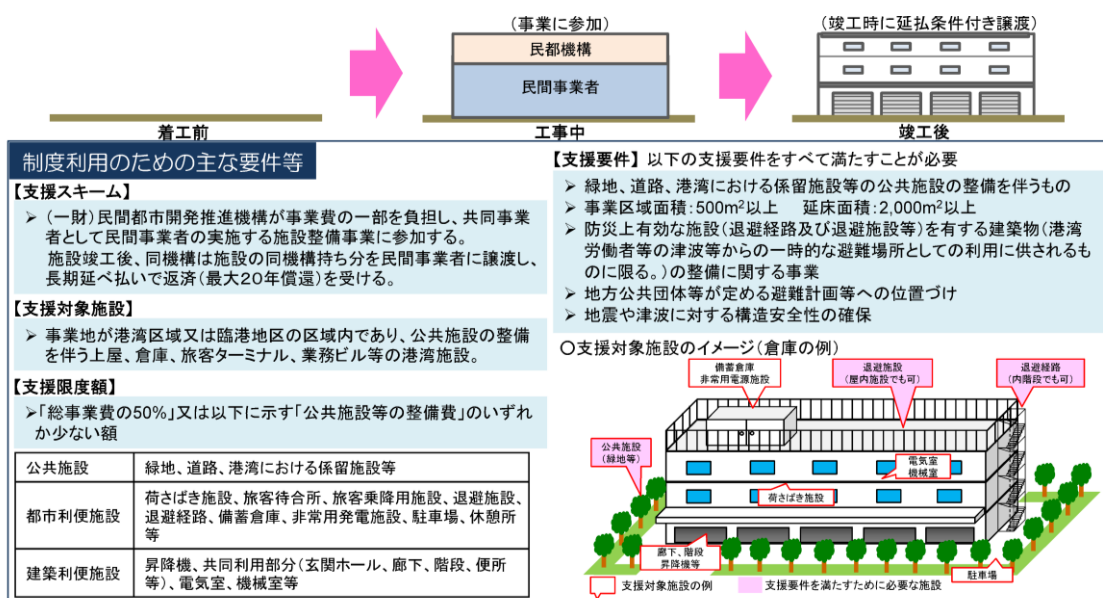 (事業に参加)
(竣工時に延払条件付き譲渡)
民都機構
民間事業者
着工前
工事中
竣工後
制度利用のための主な要件等
【支援スキーム】
➢ (一財)民間都市開発推進機構が事業費の一部を負担し、共同事業
者として民間事業者の実施する施設整備事業に参加する。
施設竣工後、同機構は施設の同機構持ち分を民間事業者に譲渡し、
長期延べ払いで返済(最大20年償還)を受ける。
【支援対象施設】
➢ 事業地が港湾区域又は臨港地区の区域内であり、公共施設の整備
を伴う上屋、倉庫、旅客ターミナル、業務ビル等の港湾施設。
【支援限度額】
➢「総事業費の50%」又は以下に示す「公共施設等の整備費」のいずれ
か少ない額
公共施設
緑地、道路、港湾における係留施設等
都市利便施設
荷さばき施設、旅客待合所、旅客乗降用施設、退避施設、
退避経路、備蓄倉庫、非常用発電施設、駐車場、休憩所
等
建築利便施設
昇降機、共同利用部分(玄関ホール、廊下、階段、便所
等)、電気室、機械室等
【支援要件】 以下の支援要件をすべて満たすことが必要
➢ 緑地、道路、港湾における係留施設等の公共施設の整備を伴うもの
➢ 事業区域面積:500m²以上 延床面積:2,000m²以上
➢ 防災上有効な施設(退避経路及び退避施設等)を有する建築物(港湾
労働者等の津波等からの一時的な避難場所としての利用に供されるも
のに限る。)の整備に関する事業
➢ 地方公共団体等が定める避難計画等への位置づけ
➢ 地震や津波に対する構造安全性の確保
○支援対象施設のイメージ(倉庫の例)
備蓄倉庫
非常用電源施設
退避施設
(屋内施設でも可)
退避経路
(内階段でも可)
公共施設
(緑地等)
電気室
機械室
荷さばき施設
廊下、階段
昇降機等
駐車場
支援対象施設の例
支援要件を満たすために必要な施設